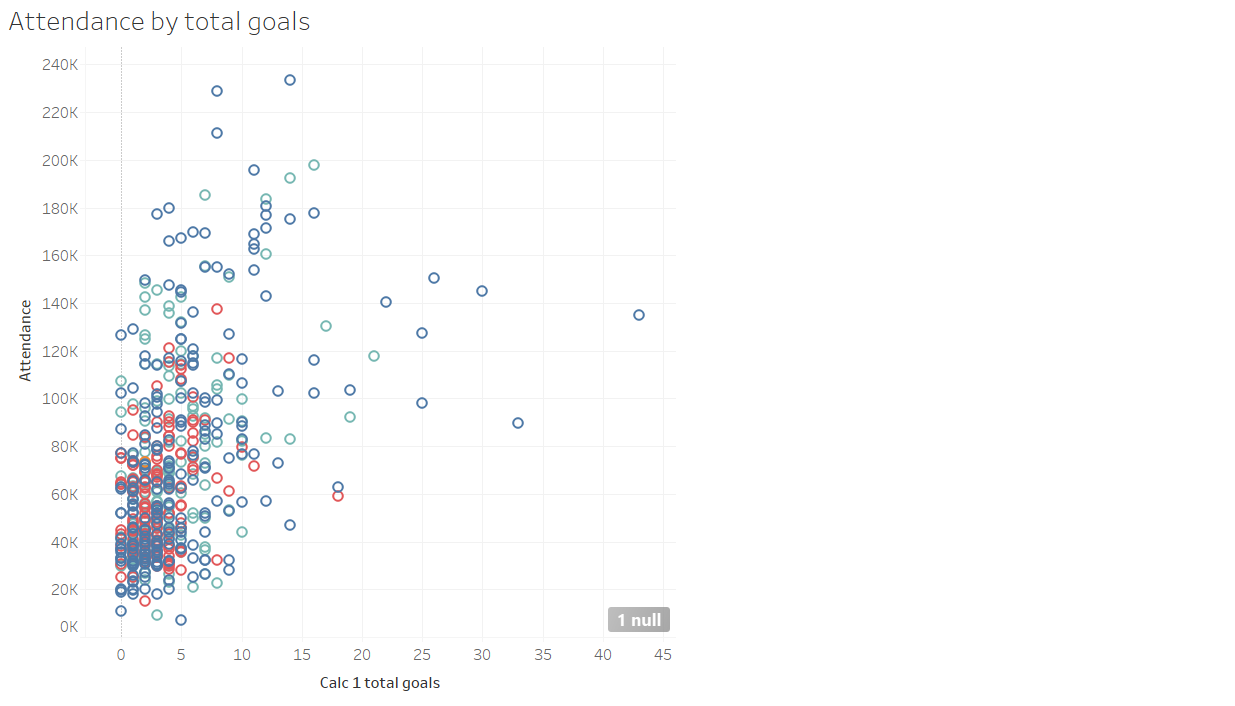 Attendance by total goals
240K
220K
200K
180K
160K
140K
120K
100K
80K
60K
40K
20K
0K
Attendance
1 null
0 5 10 15 20 25 30 35 40 45
Calc 1 total goals